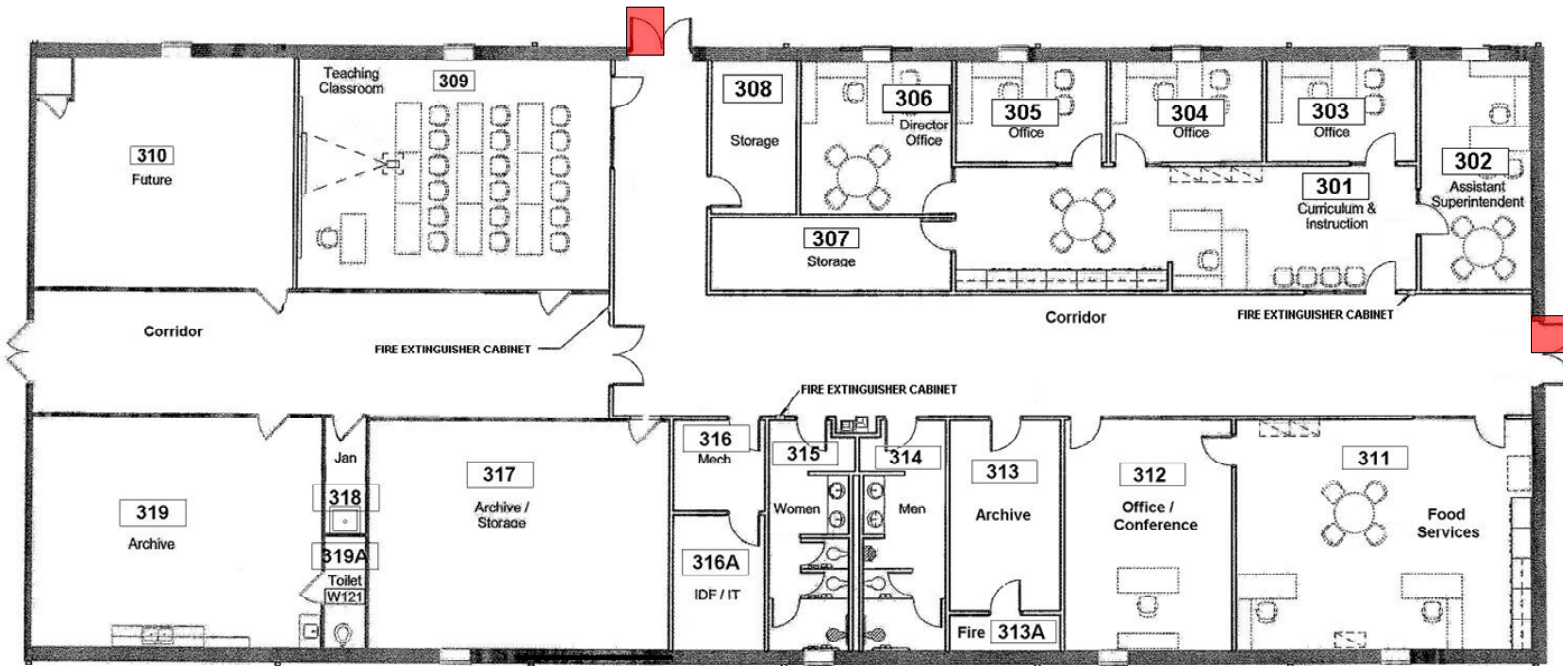 310
Future
Teaching
Classroom
309
308
Storage
306
Director
Office
305
Office
304
Office
303
Office
302
Assistant
Superintendent
301
Curriculum &
Instruction
307
Storage
Corridor
FIRE EXTINGUISHER CABINET
Corridor
FIRE EXTINGUISHER CABINET
FIRE EXTINGUISHER CABINET
319
Archive
Jan
318
319A
Toilet
W121
317
Archive /
Storage
316
Mech
316A
IDF / IT
315
Women
314
Men
313
Archive
Fire 313A
312
Office /
Conference
311
Food
Services